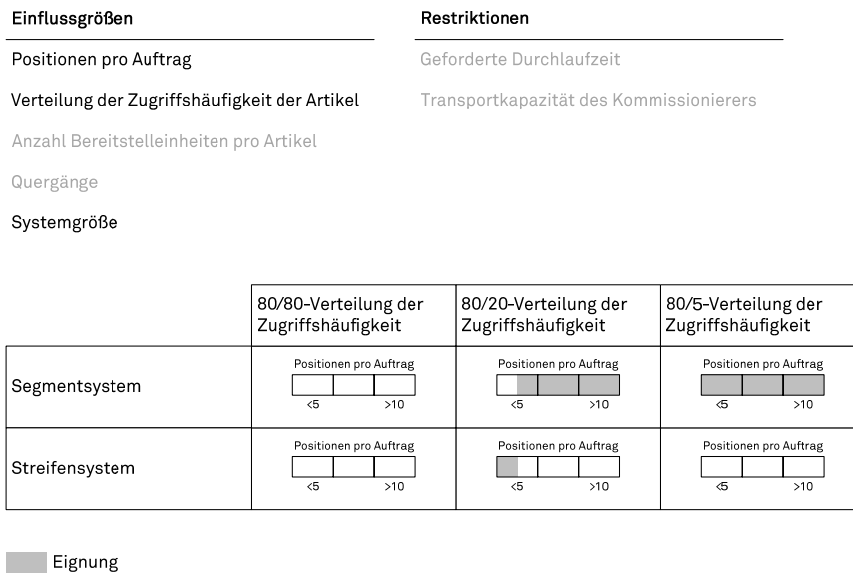 Einflussgrößen
Positionen pro Auftrag
Verteilung der Zugriffshäufigkeit der Artikel
Anzahl Bereitstelleinheiten pro Artikel
Quergänge
Systemgröße
Restriktionen
Geforderte Durchlaufzeit
Transportkapazität des Kommissionierers
80/80-Verteilung der
Zugriffshäufigkeit
80/20-Verteilung der
Zugriffshäufigkeit
80/5-Verteilung der
Zugriffshäufigkeit
Segmentsystem
Positionen pro Auftrag
<5 >10
Positionen pro Auftrag
<5 >10
Positionen pro Auftrag
<5 >10
Streifensystem
Positionen pro Auftrag
<5 >10
Positionen pro Auftrag
<5 >10
Positionen pro Auftrag
<5 >10
Eignung